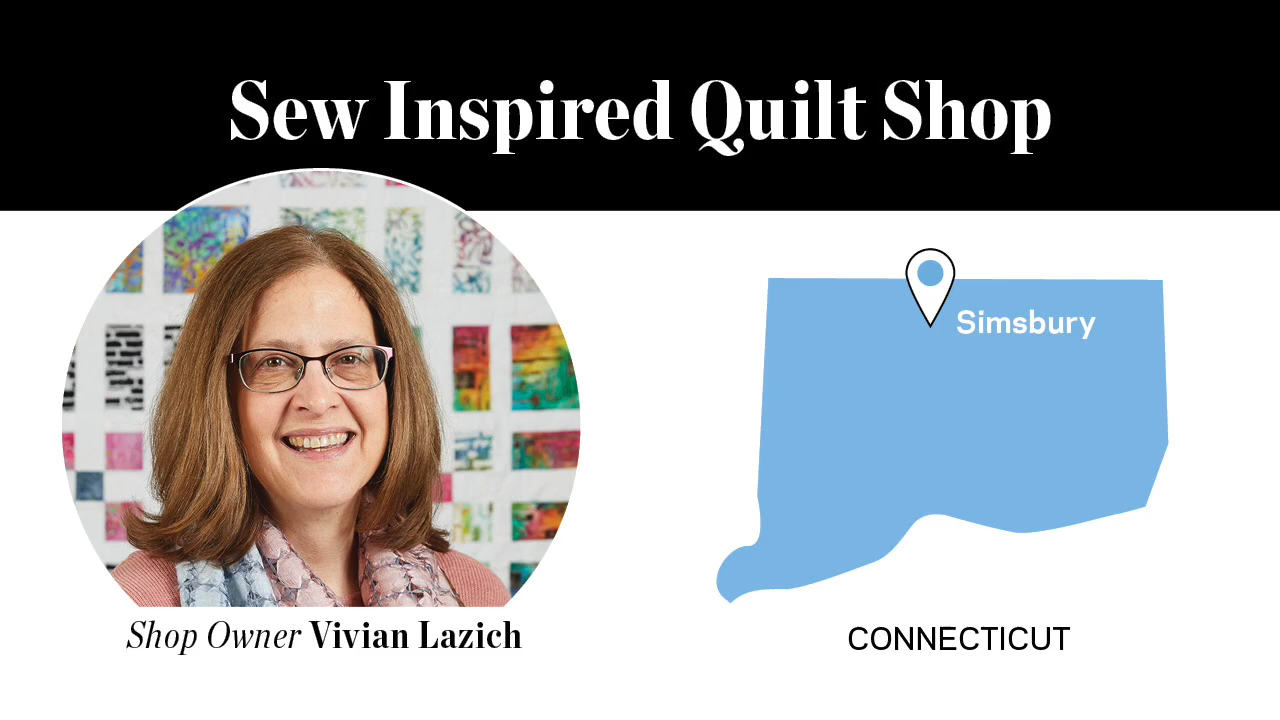 Sew Inspired Quilt Shop
Simsbury
Shop Owner Vivian Lazich
CONNECTICUT